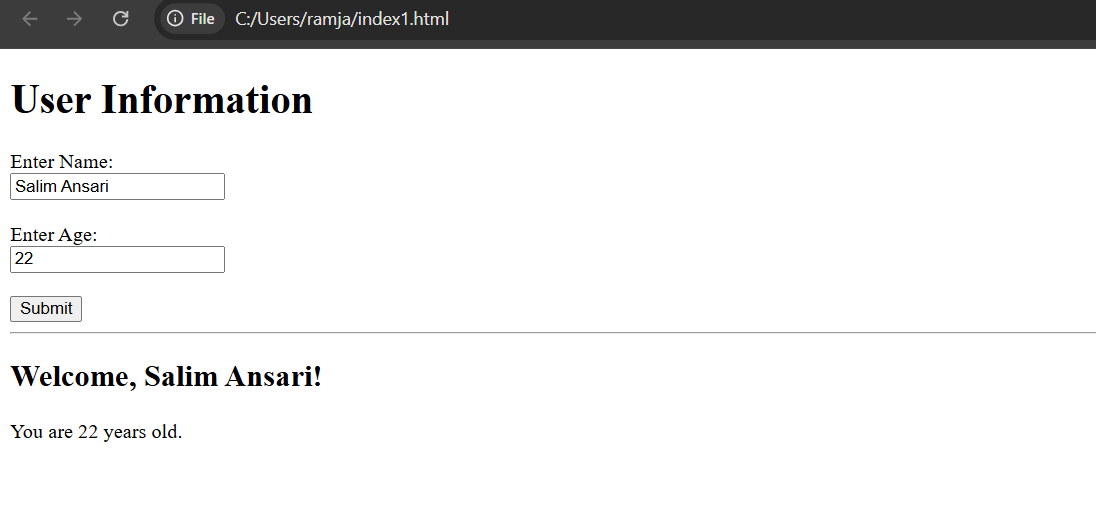 File C:/Users/ramja/index1.html
User Information
Enter Name:
Salim Ansari
Enter Age:
22
Submit
Welcome, Salim Ansari!
You are 22 years old.